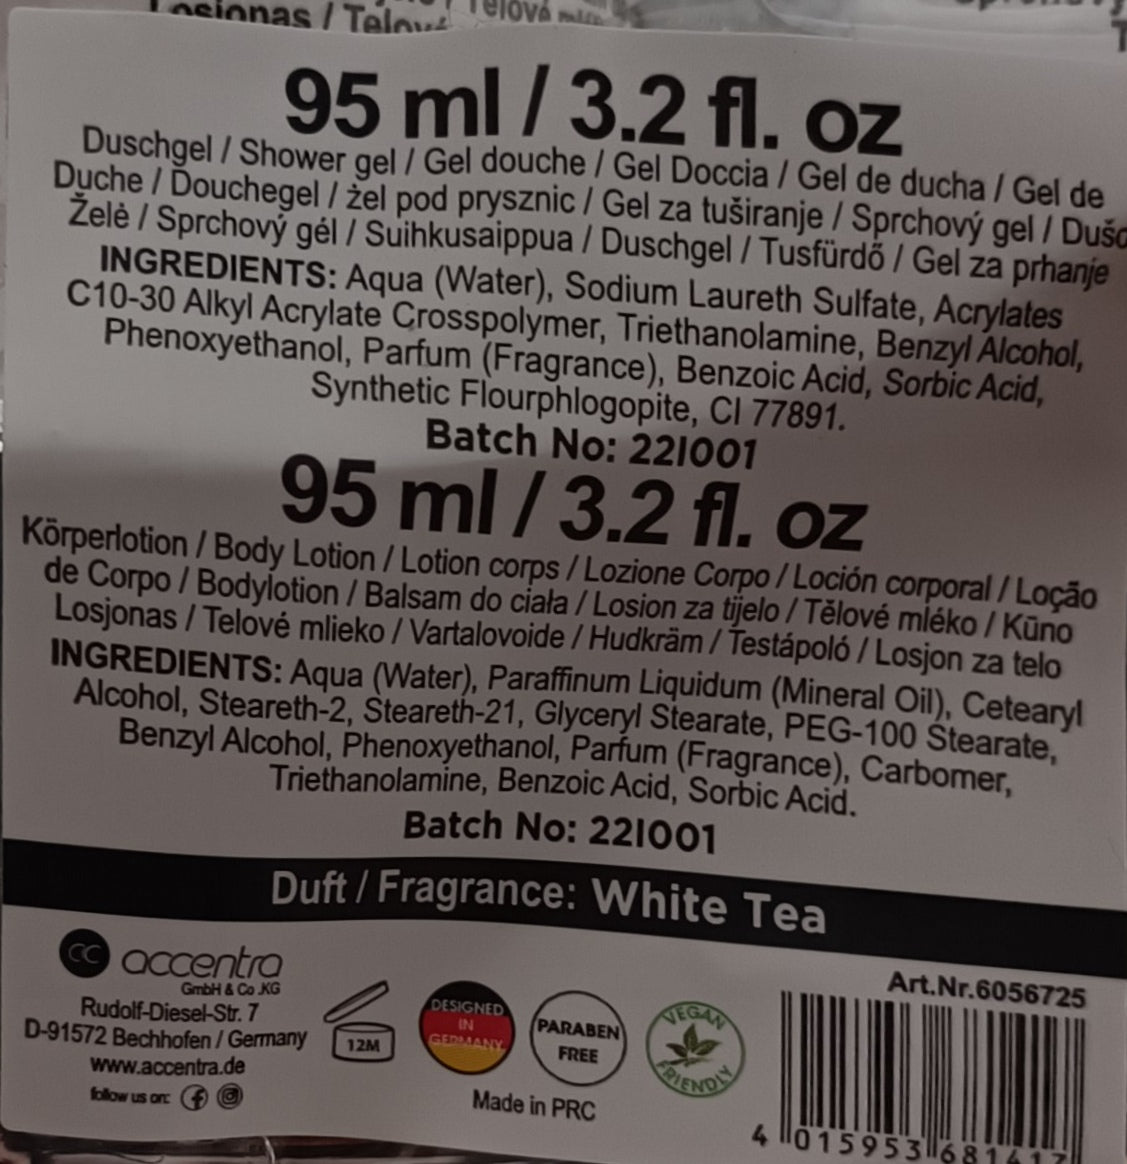 Losjonas / Telové
Telová
95 ml / 3.2 fl. oz
Duschgel / Shower gel / Gel douche / Gel Doccia / Gel de ducha / Gel de
Duche / Douchegel / żel pod prysznic / Gel za tuširanje / Sprchový gel / Dušo
Želė / Sprchový gél / Suihkusaippua / Duschgel / Tusfürdő / Gel za prhanje
INGREDIENTS: Aqua (Water), Sodium Laureth Sulfate, Acrylates
C10-30 Alkyl Acrylate Crosspolymer, Triethanolamine, Benzyl Alcohol,
Phenoxyethanol, Parfum (Fragrance), Benzoic Acid, Sorbic Acid,
Synthetic Flourphlogopite, CI 77891.
Batch No: 22I001
95 ml / 3.2 fl. oz
Körperlotion / Body Lotion / Lotion corps / Lozione Corpo / Loción corporal / Loção
de Corpo / Bodylotion / Balsam do ciała / Losion za tijelo / Tělové mléko / Kūno
Losjonas / Telové mlieko / Vartalovoide / Hudkräm / Testápoló / Losjon za telo
INGREDIENTS: Aqua (Water), Paraffinum Liquidum (Mineral Oil), Cetearyl
Alcohol, Steareth-2, Steareth-21, Glyceryl Stearate, PEG-100 Stearate,
Benzyl Alcohol, Phenoxyethanol, Parfum (Fragrance), Carbomer,
Triethanolamine, Benzoic Acid, Sorbic Acid.
Batch No: 22I001
Duft / Fragrance: White Tea
CC accentra
GmbH & Co .KG
Rudolf-Diesel-Str. 7
D-91572 Bechhofen / Germany
www.accentra.de
follow us on:
12M
DESIGNED
IN
GERMANY
PARABEN
FREE
VEGAN
FRIENDLY
Made in PRC
Art.Nr.6056725
4 015953 681417